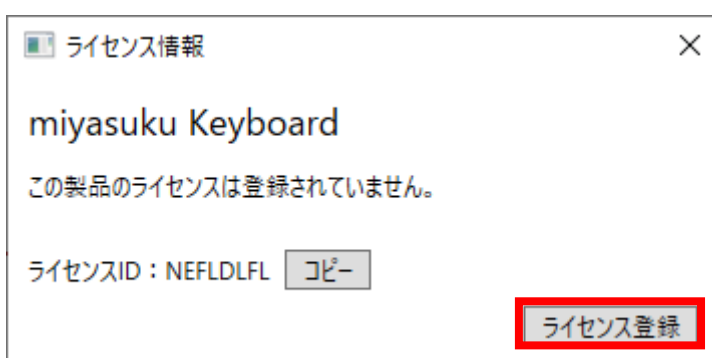 ライセンス情報
miyasuku Keyboard
この製品のライセンスは登録されていません。
ライセンスID：NEFLDLFL コピー
ライセンス登録